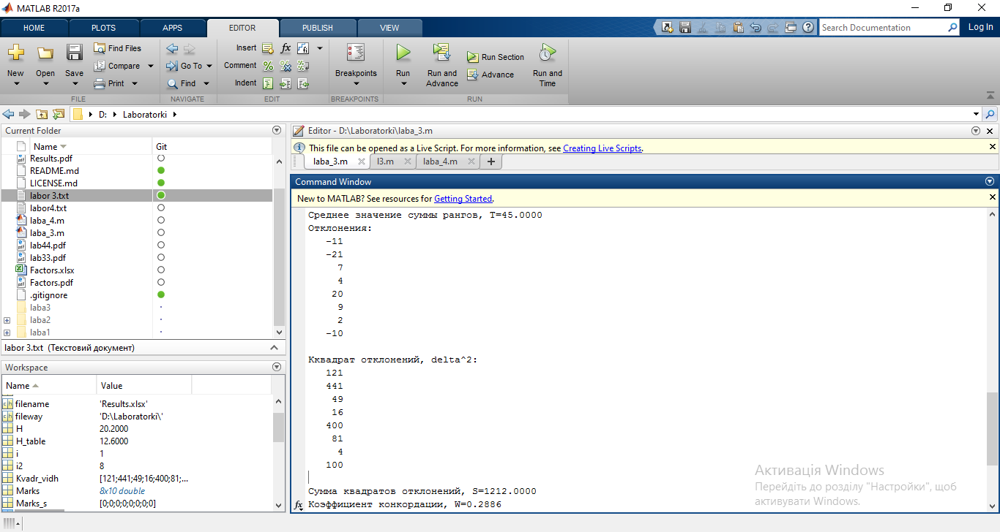 MATLAB R2017a
HOME PLOTS APPS EDITOR PUBLISH VIEW
Search Documentation
Log In
New
Open
Save
Find Files
Compare
Print
FILE
Go To
Find
NAVIGATE
Insert fx
Comment
Indent
EDIT
Breakpoints
BREAKPOINTS
Run
Run and Advance
Run Section
Advance
Run and Time
RUN
D: Laboratorki
Current Folder
Name Git
Results.pdf
README.md
LICENSE.md
labor 3.txt
labor4.txt
laba_4.m
laba_3.m
lab44.pdf
lab33.pdf
Factors.xlsx
Factors.pdf
.gitignore
laba3
laba2
laba1
labor 3.txt (Текстовий документ)
Workspace
Name Value
filename 'Results.xlsx'
fileway 'D:\Laboratorki\'
H 20.2000
H_table 12.6000
i 1
i2 8
Kvadr_vidh [121;441;49;16;400;81;...
Marks 8x10 double
Marks_s [0;0;0;0;0;0;0;0]
Editor - D:\Laboratorki\laba_3.m
This file can be opened as a Live Script. For more information, see Creating Live Scripts.
laba_3.m l3.m laba_4.m
Command Window
New to MATLAB? See resources for Getting Started.
Среднее значение суммы рангов, T=45.0000
Отклонения:
-11
-21
7
4
20
9
2
-10
Кквадрат отклонений, delta^2:
121
441
49
16
400
81
4
100
Сумма квадратов отклонений, S=1212.0000
fx Коэффициент конкордации, W=0.2886
Активація Windows
Перейдіть до розділу "Настройки", щоб
активувати Windows.